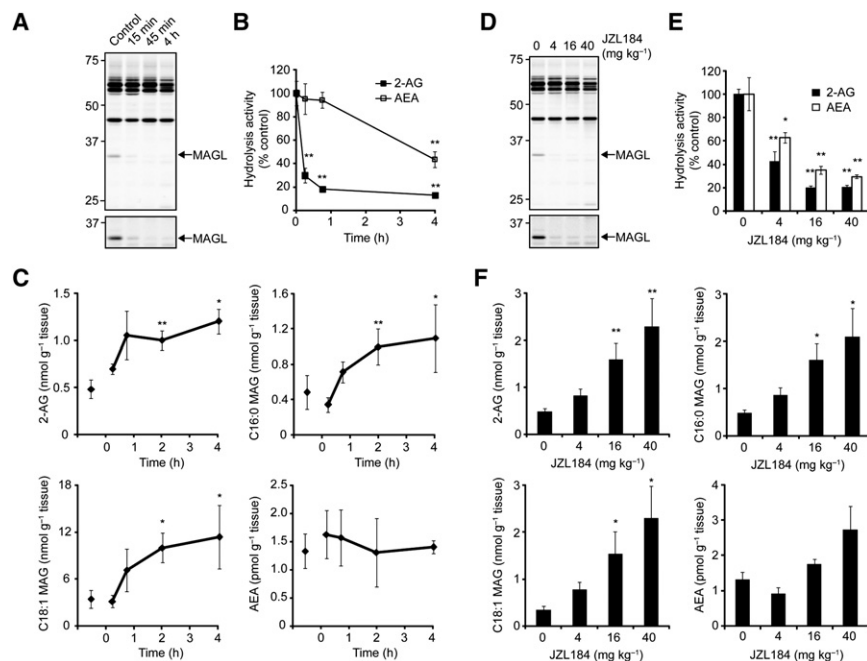 A
Control
15 min
45 min
4 h
75
50
37
MAGL
25
37
MAGL
B
Hydrolysis activity
(% control)
120
100
80
60
40
20
0
2-AG
AEA
**
**
**
**
0 1 2 3 4
Time (h)
D
JZL184
0 4 16 40 (mg kg⁻¹)
75
50
37
MAGL
25
37
MAGL
E
Hydrolysis activity
(% control)
120
100
80
60
40
20
0
2-AG
AEA
**
*
**
**
**
**
0 4 16 40
JZL184 (mg kg⁻¹)
C
2-AG (nmol g⁻¹ tissue)
1.5
1.2
0.9
0.6
0.3
0
**
*
0 1 2 3 4
Time (h)
C16:0 MAG (nmol g⁻¹ tissue)
1.6
1.2
0.8
0.4
0
**
*
0 1 2 3 4
Time (h)
C18:1 MAG (nmol g⁻¹ tissue)
18
15
12
9
6
3
0
*
*
0 1 2 3 4
Time (h)
AEA (pmol g⁻¹ tissue)
2.5
2.0
1.5
1.0
0.5
0
0 1 2 3 4
Time (h)
F
2-AG (nmol g⁻¹ tissue)
3
2
1
0
**
**
0 4 16 40
JZL184 (mg kg⁻¹)
C16:0 MAG (nmol g⁻¹ tissue)
3
2
1
0
*
*
0 4 16 40
JZL184 (mg kg⁻¹)
C18:1 MAG (nmol g⁻¹ tissue)
3
2
1
0
*
*
0 4 16 40
JZL184 (mg kg⁻¹)
AEA (pmol g⁻¹ tissue)
4
3
2
1
0
0 4 16 40
JZL184 (mg kg⁻¹)